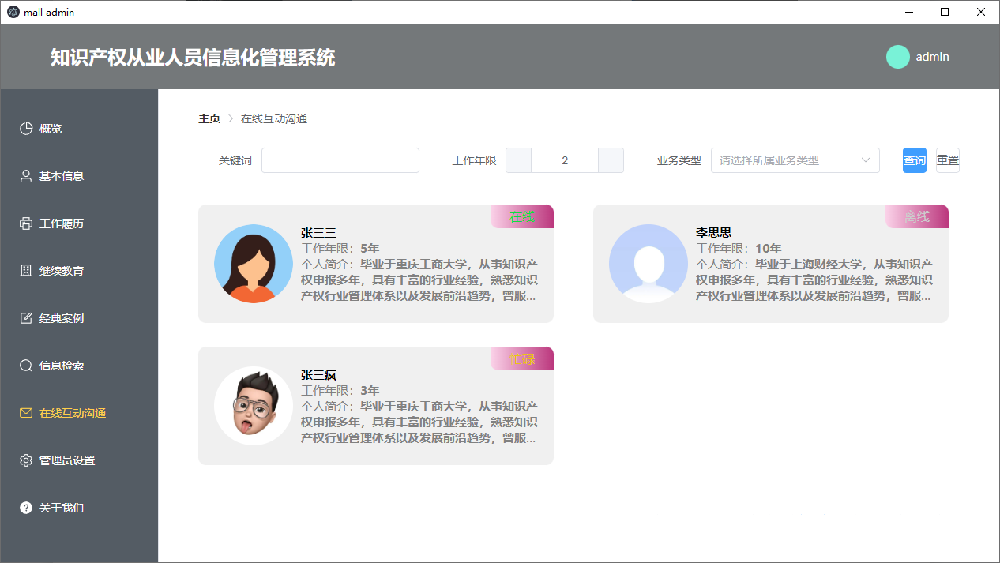 mall admin
知识产权从业人员信息化管理系统
admin
概览
基本信息
工作履历
继续教育
经典案例
信息检索
在线互动沟通
管理员设置
关于我们
主页 > 在线互动沟通
关键词
工作年限 — 2 +
业务类型 请选择所属业务类型
查询 重置
在线
张三三
工作年限：5年
个人简介：毕业于重庆工商大学，从事知识产
权申报多年，具有丰富的行业经验，熟悉知识
产权行业管理体系以及发展前沿趋势，曾服...
离线
李思思
工作年限：10年
个人简介：毕业于上海财经大学，从事知识产
权申报多年，具有丰富的行业经验，熟悉知识
产权行业管理体系以及发展前沿趋势，曾服...
忙碌
张三疯
工作年限：3年
个人简介：毕业于重庆工商大学，从事知识产
权申报多年，具有丰富的行业经验，熟悉知识
产权行业管理体系以及发展前沿趋势，曾服...